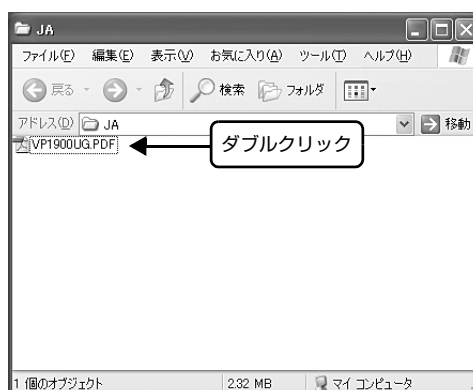 JA
ファイル(F) 編集(E) 表示(V) お気に入り(A) ツール(T) ヘルプ(H)
戻る 検索 フォルダ
アドレス(D) JA 移動
VP1900UG.PDF
ダブルクリック
1 個のオブジェクト 2.32 MB マイ コンピュータ